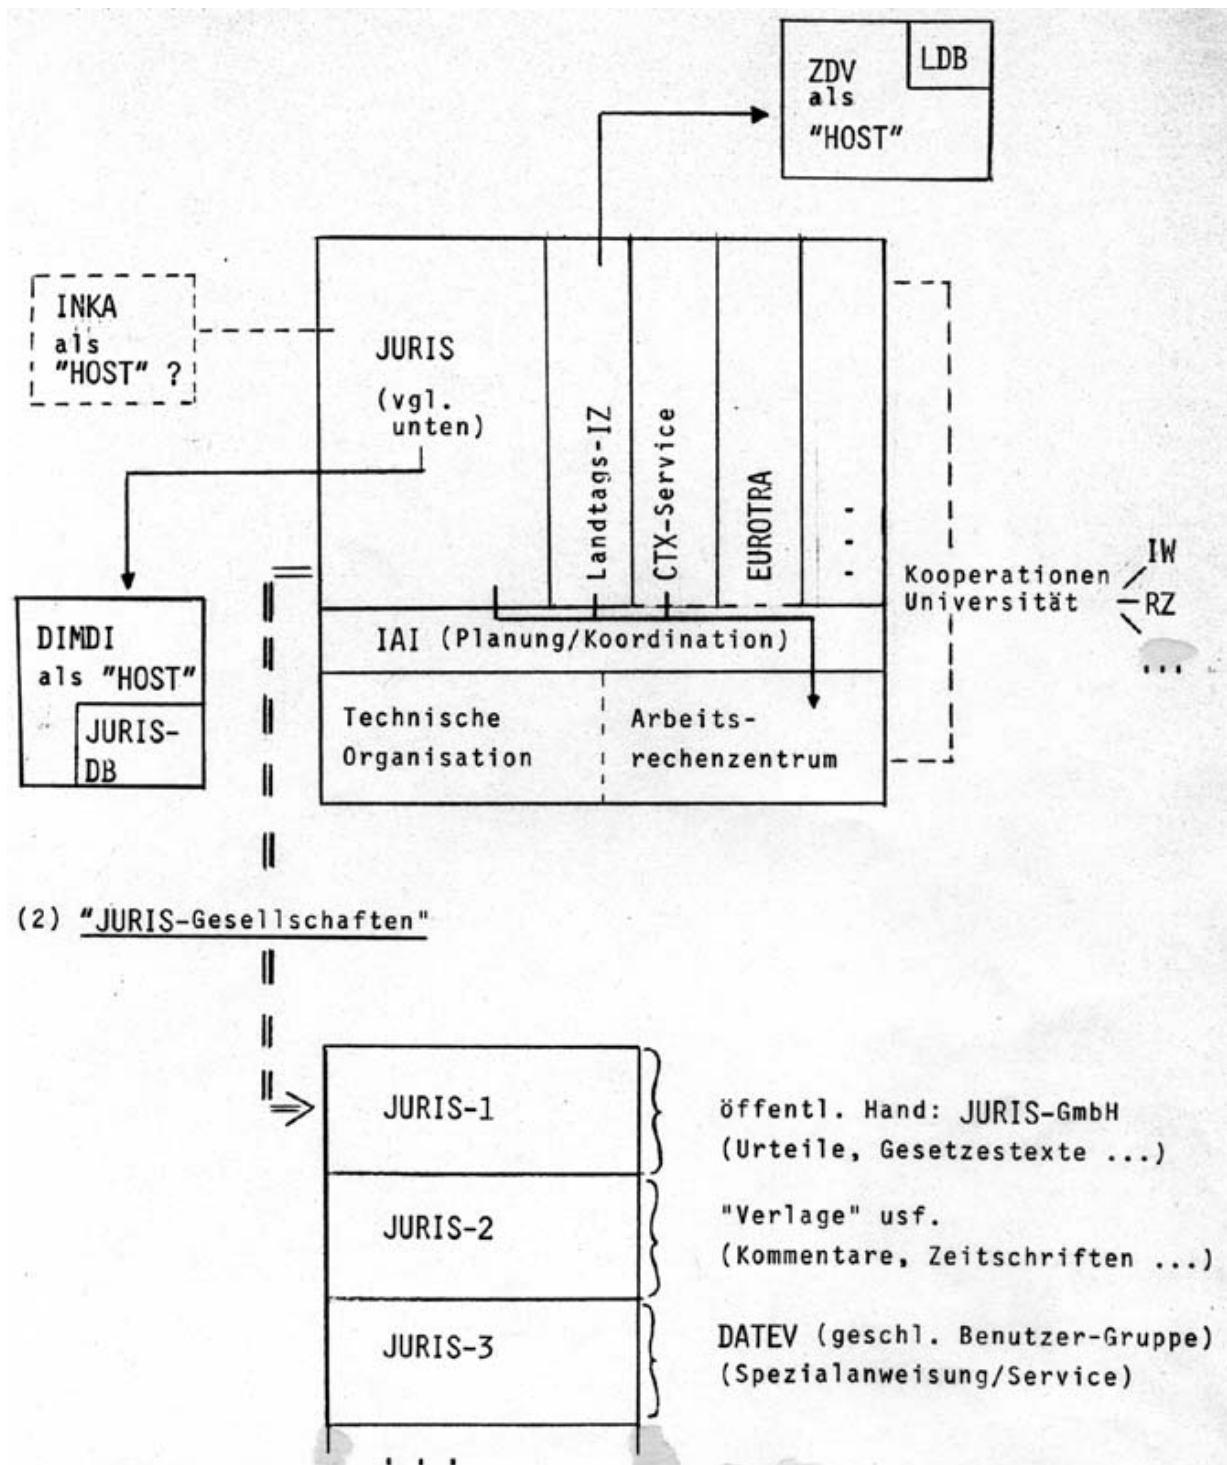 LDB
ZDV
als
"HOST"
INKA
als
"HOST" ?
JURIS
(vgl.
unten)
Landtags-IZ
CTX-Service
EUROTRA
- - -
Kooperationen
Universität
IW
RZ
...
DIMDI
als "HOST"
JURIS-
DB
IAI (Planung/Koordination)
Technische
Organisation
Arbeits-
rechenzentrum
(2) "JURIS-Gesellschaften"
JURIS-1
öffentl. Hand: JURIS-GmbH
(Urteile, Gesetzestexte ...)
JURIS-2
"Verlage" usf.
(Kommentare, Zeitschriften ...)
JURIS-3
DATEV (geschl. Benutzer-Gruppe)
(Spezialanweisung/Service)
...